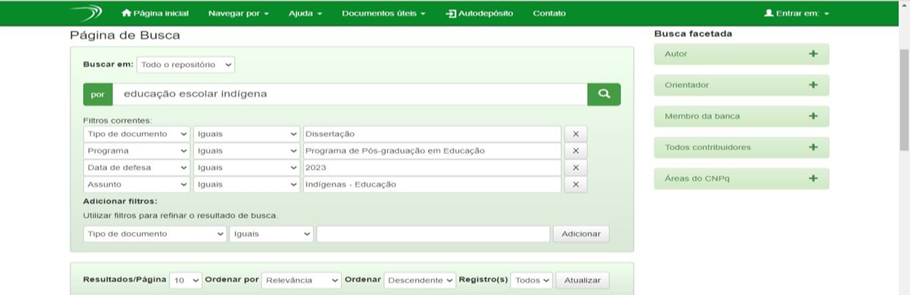 Página inicial Navegar por Ajuda Documentos úteis Autodepósito Contato Entrar em:
Página de Busca
Buscar em: Todo o repositório
por educação escolar indígena
Filtros correntes:
Tipo de documento Iguais Dissertação X
Programa Iguais Programa de Pós-graduação em Educação X
Data de defesa Iguais 2023 X
Assunto Iguais Indígenas - Educação X
Adicionar filtros:
Utilizar filtros para refinar o resultado de busca.
Tipo de documento Iguais Adicionar
Resultados/Página 10 Ordenar por Relevância Ordenar Descendente Registro(s) Todos Atualizar
Busca facetada
Autor +
Orientador +
Membro da banca +
Todos contribuidores +
Áreas do CNPq +